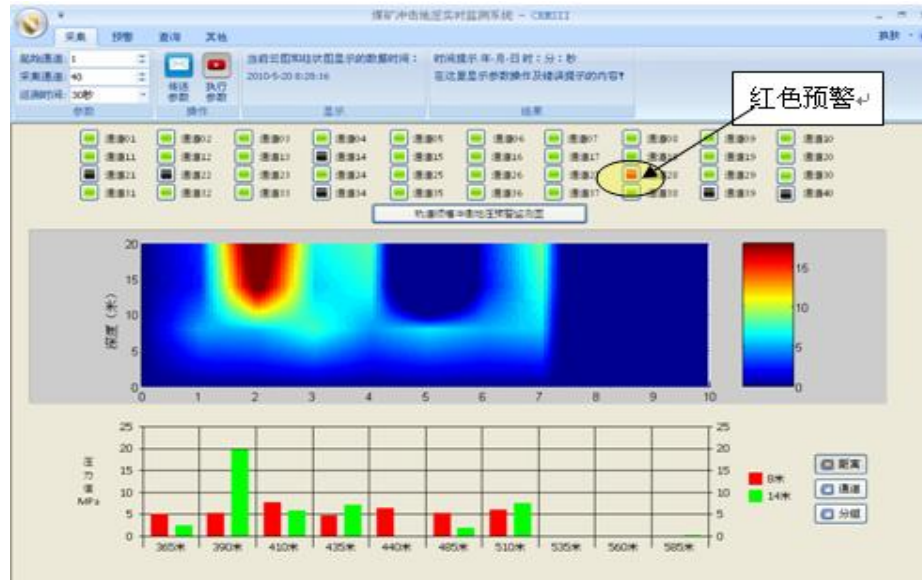 煤矿冲击地压实时监测系统
采集 预警 查询 其他
换肤
起始通道: 1
采集通道: 40
巡测时间: 30秒
参数
传送参数
执行参数
操作
当前云图和柱状图显示的数据时间:
2010-5-20 8:28:16
显示
时间提示 年-月-日 时:分:秒
在这里显示参数操作及错误提示的内容!
结果
红色预警
通道01 通道02 通道03 通道04 通道05 通道06 通道07 通道08 通道09 通道10
通道11 通道12 通道13 通道14 通道15 通道16 通道17 通道19 通道20
通道21 通道22 通道23 通道24 通道25 通道26 28 通道29 通道30
通道31 通道32 通道33 通道34 通道35 通道36 通道37 通道38 通道39 通道40
轨道顺槽冲击地压预警监测图
深度(米)
20
15
10
5
0
0 1 2 3 4 5 6 7 8 9 10
15
10
5
0
压力值
MPa
25
20
15
10
5
0
25
20
15
10
5
0
365米 390米 410米 435米 440米 485米 510米 535米 560米 585米
8米
14米
距离
通道
分组